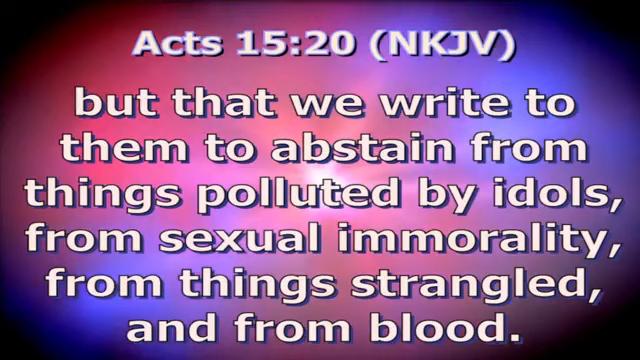 Acts 15:20 (NKJV)
but that we write to
them to abstain from
things polluted by idols,
from sexual immorality,
from things strangled,
and from blood.